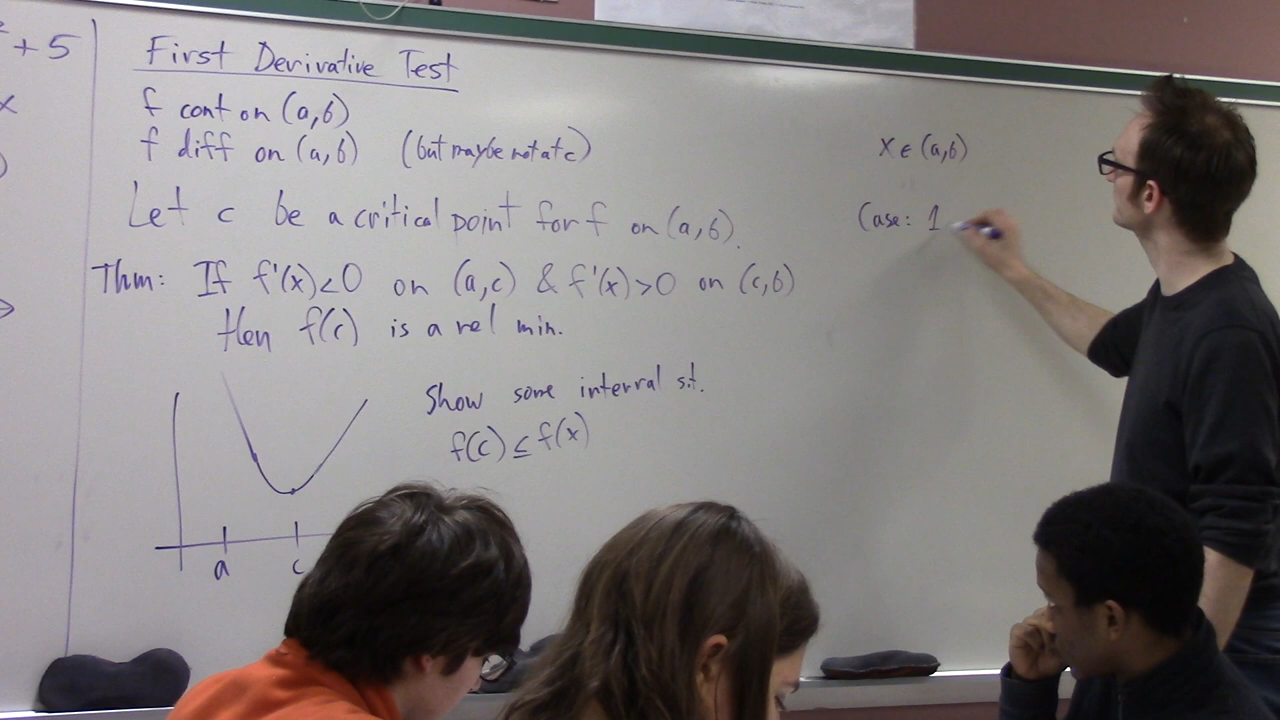 ² + 5
x
)
First Derivative Test
f cont on (a,b)
f diff on (a,b) (but maybe not at c)
Let c be a critical point for f on (a,b).
Thm: If f'(x)<0 on (a,c) & f'(x)>0 on (c,b)
then f(c) is a rel min.
Show some interval s.t.
f(c) ≤ f(x)
a c
x ∈ (a,b)
Case: 1